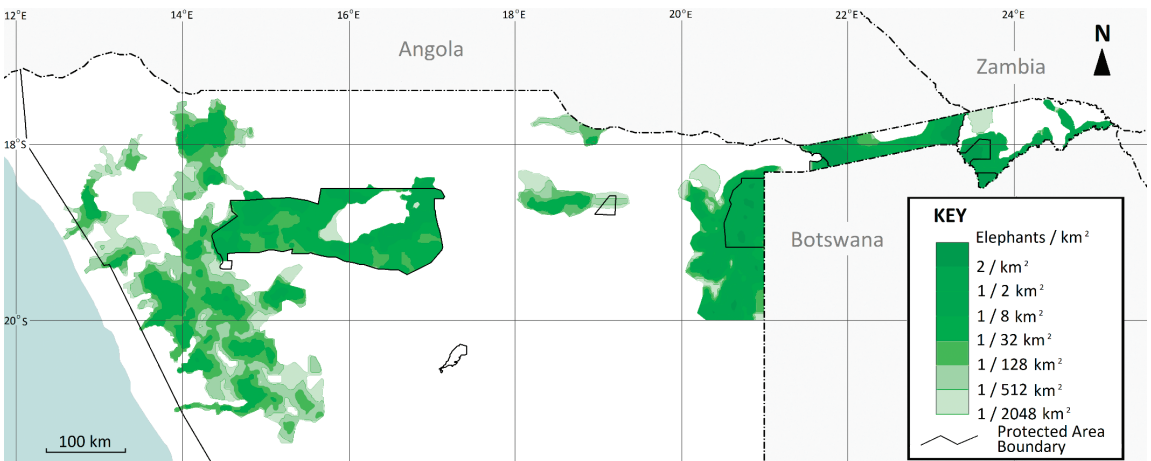 12°E 14°E 16°E 18°E 20°E 22°E 24°E
Angola
Zambia
N
18°S
Botswana
KEY
Elephants / km²
2 / km²
1 / 2 km²
1 / 8 km²
1 / 32 km²
1 / 128 km²
1 / 512 km²
1 / 2048 km²
Protected Area
Boundary
20°S
100 km